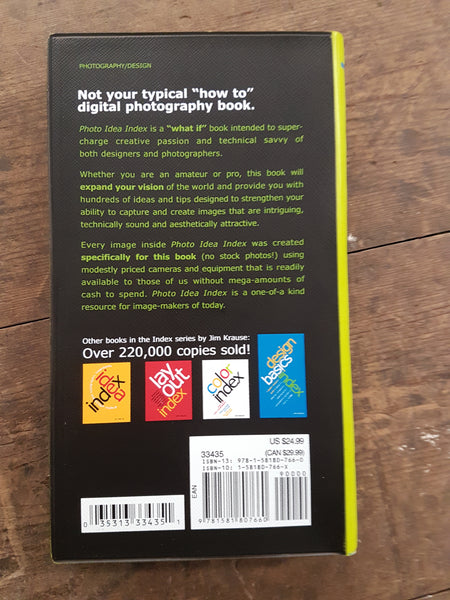 PHOTOGRAPHY/DESIGN
Not your typical “how to”
digital photography book.
Photo Idea Index is a “what if” book intended to super-
charge creative passion and technical savvy of
both designers and photographers.
Whether you are an amateur or pro, this book will
expand your vision of the world and provide you with
hundreds of ideas and tips designed to strengthen your
ability to capture and create images that are intriguing,
technically sound and aesthetically attractive.
Every image inside Photo Idea Index was created
specifically for this book (no stock photos!) using
modestly priced cameras and equipment that is readily
available to those of us without mega-amounts of
cash to spend. Photo Idea Index is a one-of-a kind
resource for image-makers of today.
Other books in the Index series by Jim Krause:
Over 220,000 copies sold!
idea
index
lay
out
index
color
index
design
basics
index
US $24.99
33435
(CAN $29.99)
ISBN-13: 978-1-58180-766-0
ISBN-10: 1-58180-766-X
90000
EAN
0 35313 33435 1
9 781581 807660